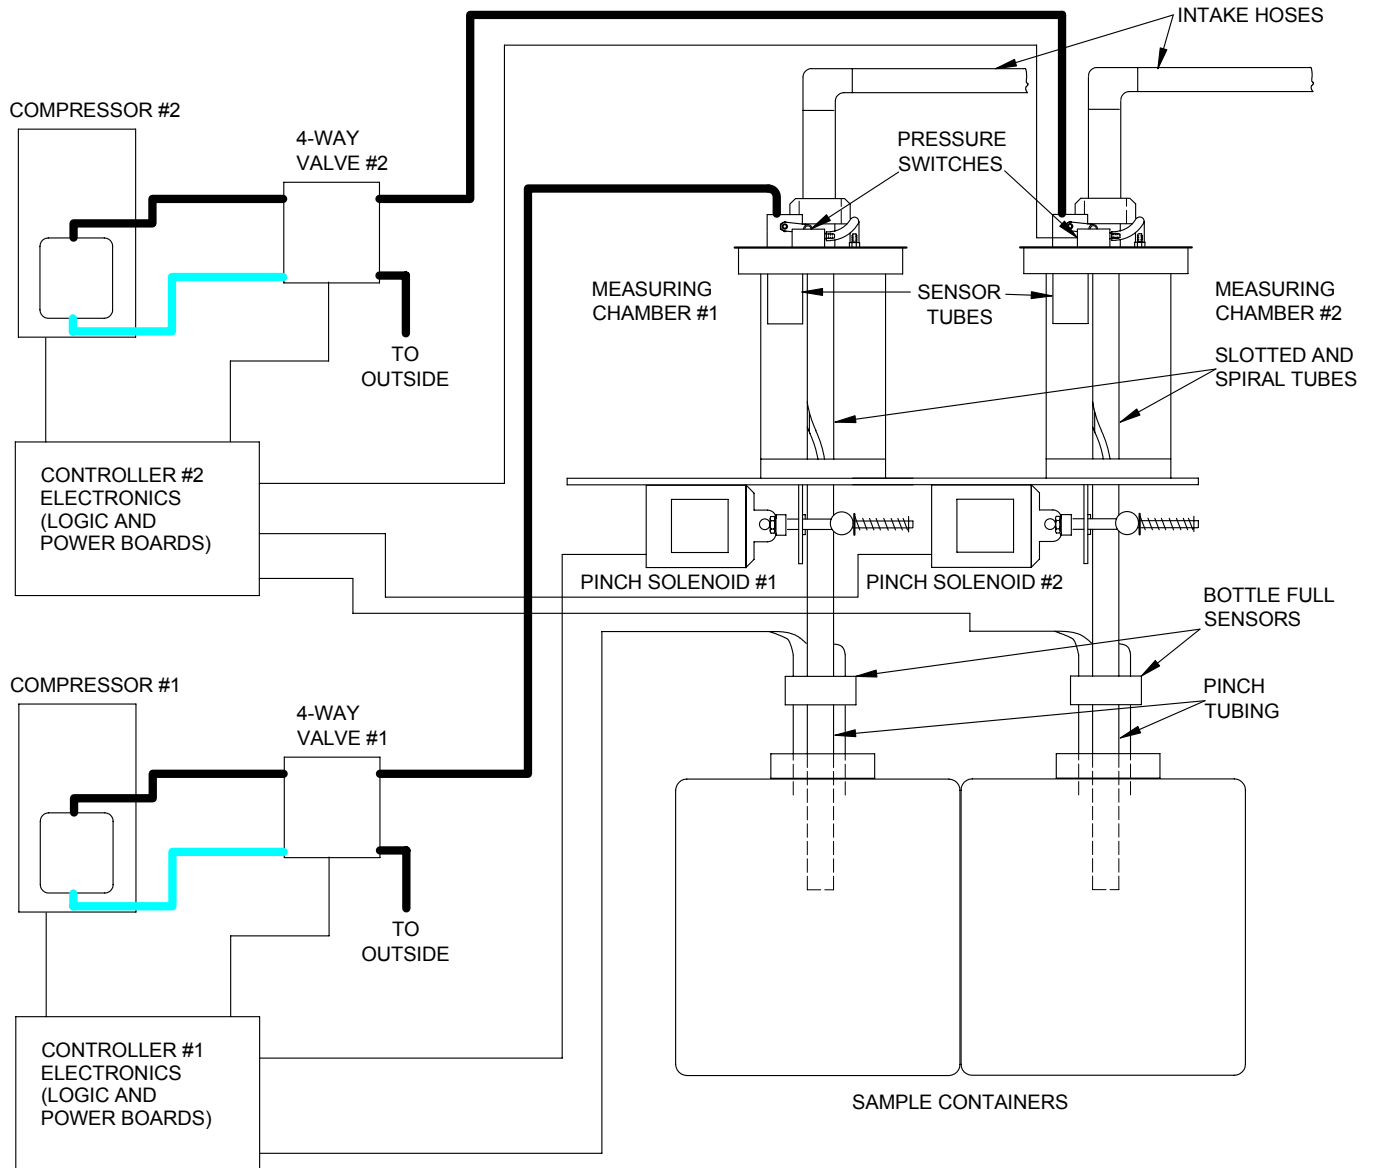 INTAKE HOSES
COMPRESSOR #2
4-WAY
VALVE #2
PRESSURE
SWITCHES
MEASURING
CHAMBER #1
SENSOR
TUBES
MEASURING
CHAMBER #2
TO
OUTSIDE
SLOTTED AND
SPIRAL TUBES
CONTROLLER #2
ELECTRONICS
(LOGIC AND
POWER BOARDS)
PINCH SOLENOID #1
PINCH SOLENOID #2
BOTTLE FULL
SENSORS
COMPRESSOR #1
4-WAY
VALVE #1
PINCH
TUBING
TO
OUTSIDE
CONTROLLER #1
ELECTRONICS
(LOGIC AND
POWER BOARDS)
SAMPLE CONTAINERS